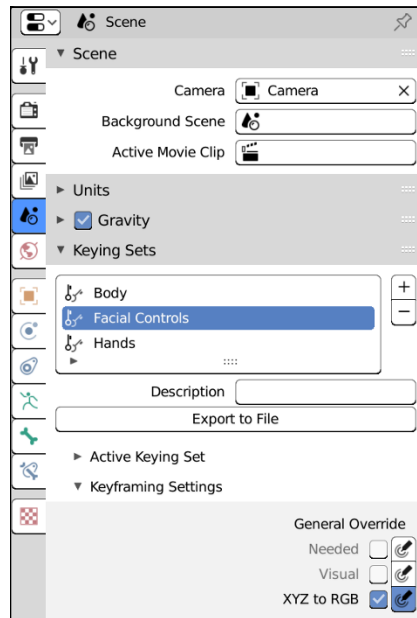 Scene
Scene
Camera Camera
Background Scene
Active Movie Clip
Units
Gravity
Keying Sets
Body
Facial Controls
Hands
Description
Export to File
Active Keying Set
Keyframing Settings
General Override
Needed
Visual
XYZ to RGB